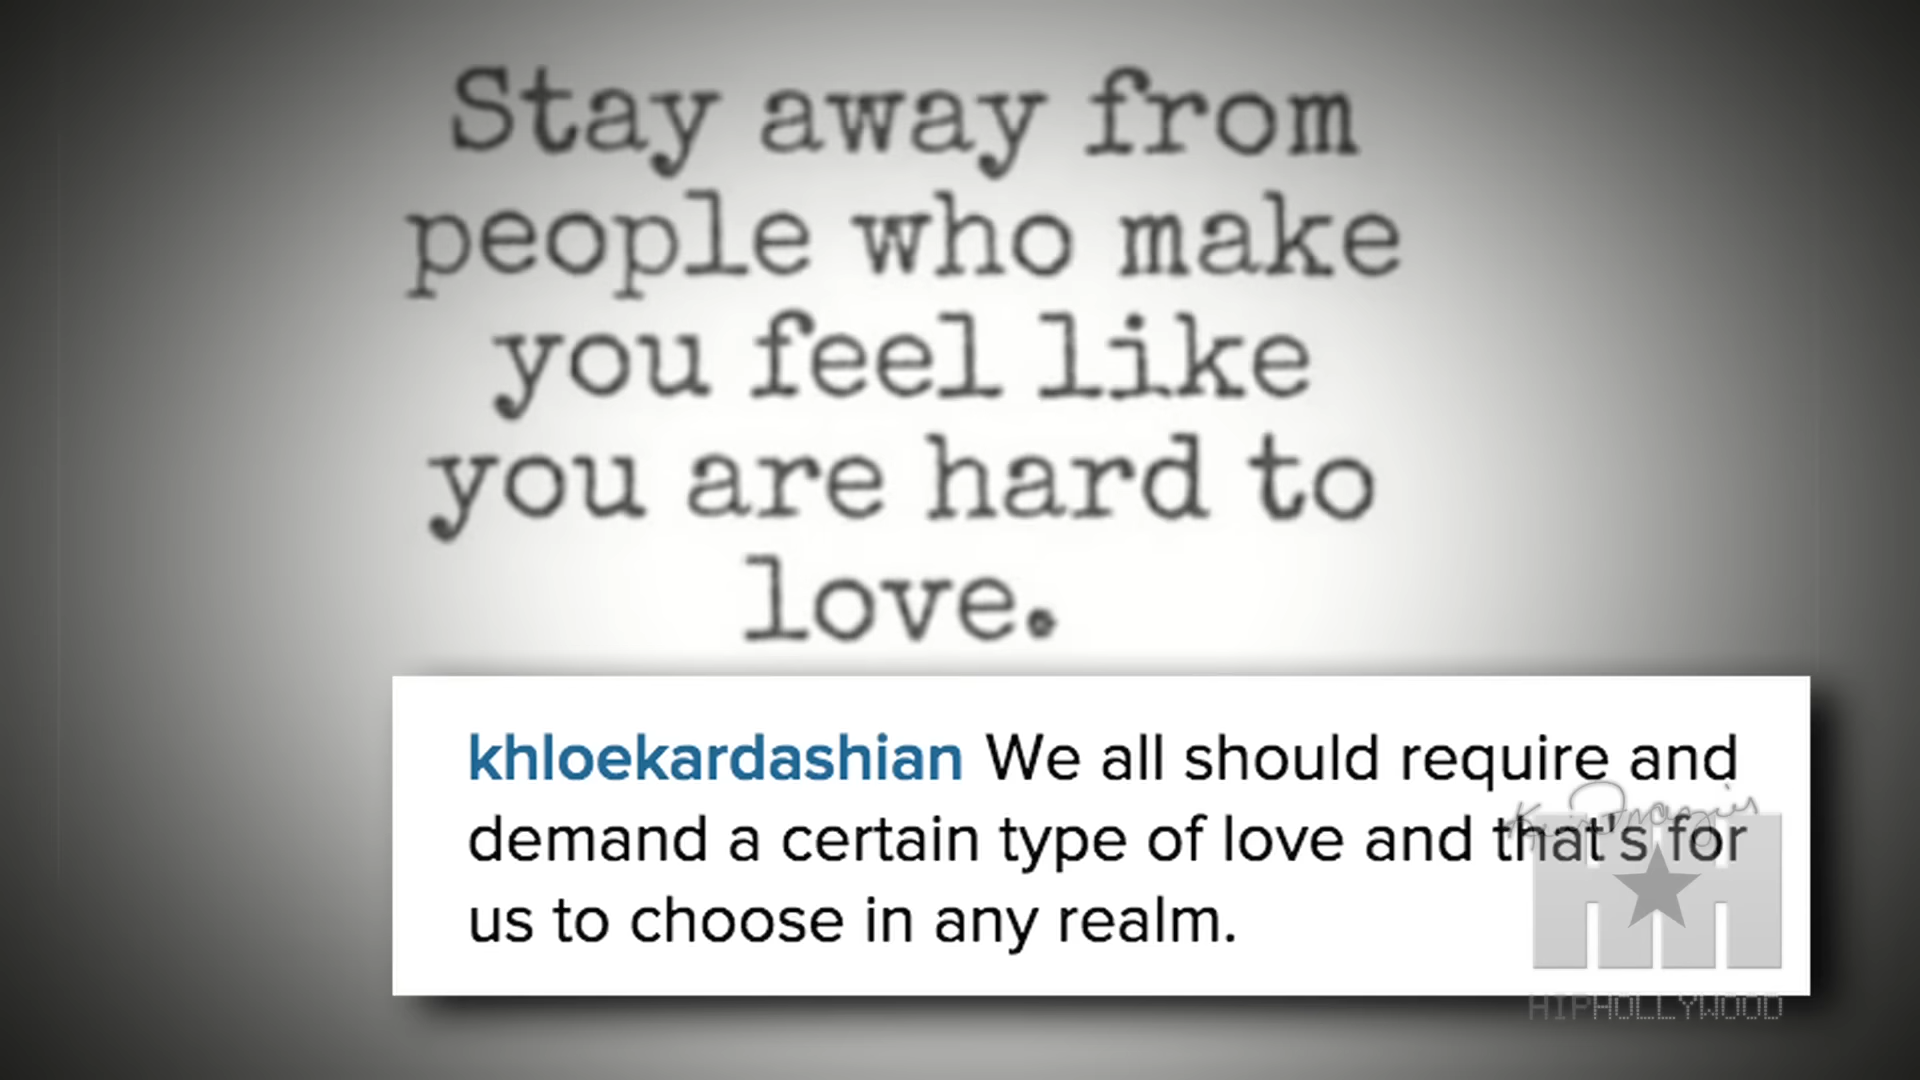 Stay away from
people who make
you feel like
you are hard to
love.
khloekardashian We all should require and
demand a certain type of love and that's for
us to choose in any realm.
HIPHOLLYWOOD